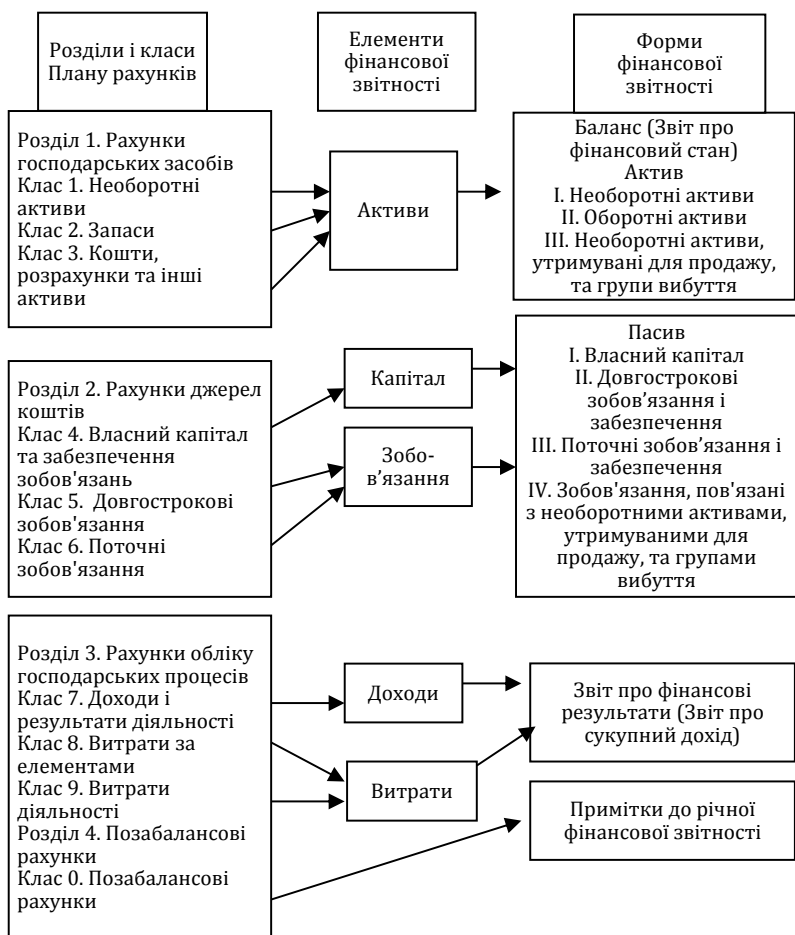 Розділи і класи
Плану рахунків
Елементи
фінансової
звітності
Форми
фінансової
звітності
Розділ 1. Рахунки
господарських засобів
Клас 1. Необоротні
активи
Клас 2. Запаси
Клас 3. Кошти,
розрахунки та інші
активи
Активи
Баланс (Звіт про
фінансовий стан)
Актив
I. Необоротні активи
II. Оборотні активи
III. Необоротні активи,
утримувані для продажу,
та групи вибуття
Розділ 2. Рахунки джерел
коштів
Клас 4. Власний капітал
та забезпечення
зобов'язань
Клас 5. Довгострокові
зобов'язання
Клас 6. Поточні
зобов'язання
Капітал
Зобо-
в’язання
Пасив
I. Власний капітал
II. Довгострокові
зобов’язання і
забезпечення
III. Поточні зобов’язання і
забезпечення
IV. Зобов'язання, пов'язані
з необоротними активами,
утримуваними для
продажу, та групами
вибуття
Розділ 3. Рахунки обліку
господарських процесів
Клас 7. Доходи і
результати діяльності
Клас 8. Витрати за
елементами
Клас 9. Витрати
діяльності
Розділ 4. Позабалансові
рахунки
Клас 0. Позабалансові
рахунки
Доходи
Витрати
Звіт про фінансові
результати (Звіт про
сукупний дохід)
Примітки до річної
фінансової звітності